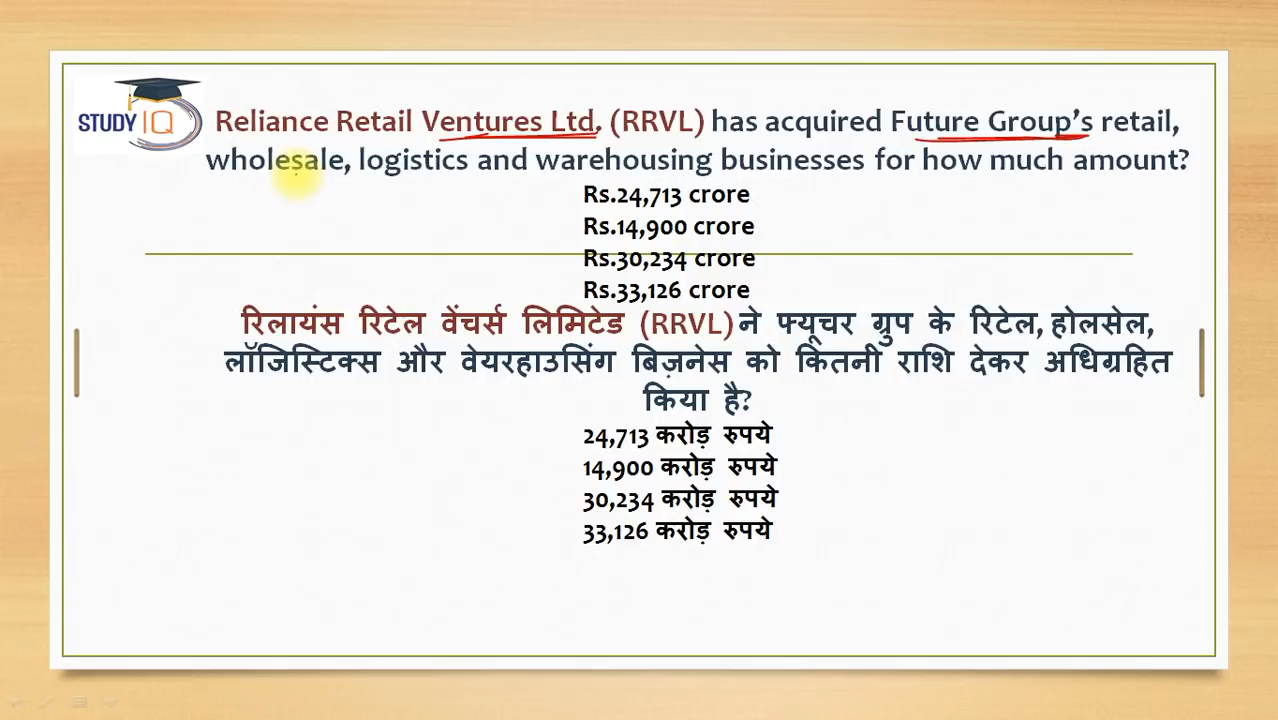 STUDY IQ
Reliance Retail Ventures Ltd. (RRVL) has acquired Future Group's retail,
wholesale, logistics and warehousing businesses for how much amount?
Rs.24,713 crore
Rs.14,900 crore
Rs.30,234 crore
Rs.33,126 crore
रिलायंस रिटेल वेंचर्स लिमिटेड (RRVL) ने फ्यूचर ग्रुप के रिटेल, होलसेल,
लॉजिस्टिक्स और वेयरहाउसिंग बिज़नेस को कितनी राशि देकर अधिग्रहित
किया है?
24,713 करोड़ रुपये
14,900 करोड़ रुपये
30,234 करोड़ रुपये
33,126 करोड़ रुपये